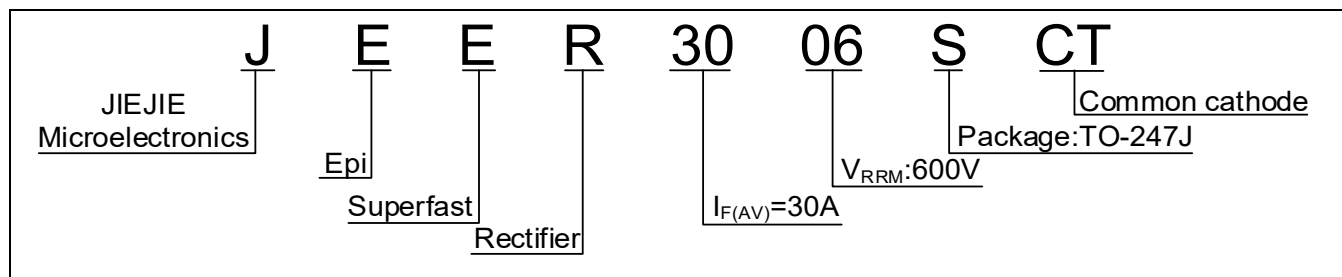 J E E R 30 06 S CT
JIEJIE
Microelectronics
Common cathode
Package:TO-247J
Epi
VRRM:600V
Superfast
IF(AV)=30A
Rectifier